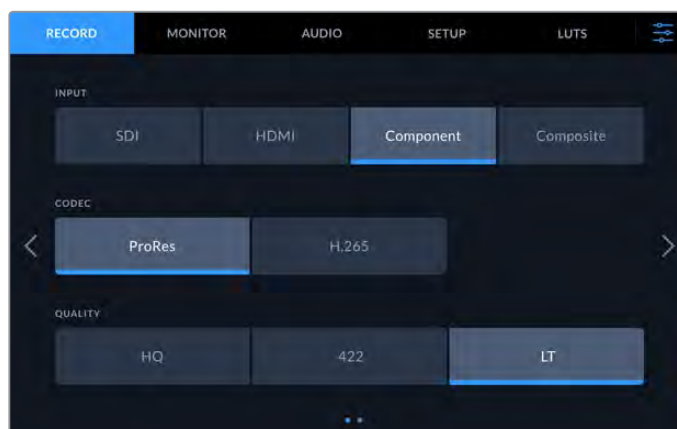 RECORD MONITOR AUDIO SETUP LUTS
INPUT
SDI HDMI Component Composite
CODEC
ProRes H.265
QUALITY
HQ 422 LT